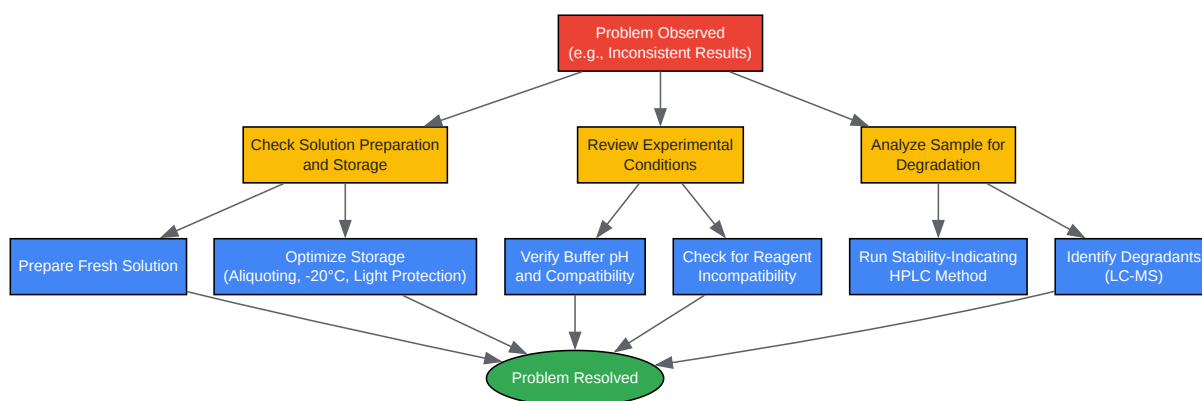 Problem Observed
(e.g., Inconsistent Results)
Check Solution Preparation
and Storage
Review Experimental
Conditions
Analyze Sample for
Degradation
Prepare Fresh Solution
Optimize Storage
(Aliquoting, -20°C, Light Protection)
Verify Buffer pH
and Compatibility
Check for Reagent
Incompatibility
Run Stability-Indicating
HPLC Method
Identify Degradants
(LC-MS)
Problem Resolved